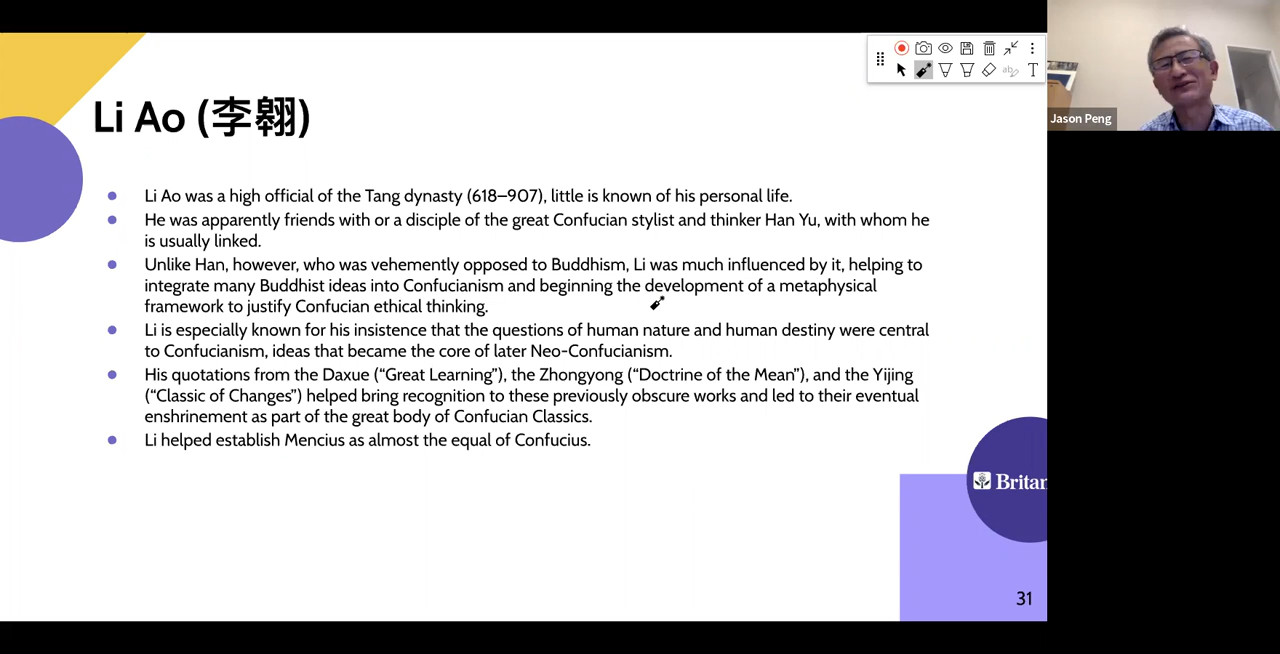 Li Ao (李翱)
Li Ao was a high official of the Tang dynasty (618–907), little is known of his personal life.
He was apparently friends with or a disciple of the great Confucian stylist and thinker Han Yu, with whom he
is usually linked.
Unlike Han, however, who was vehemently opposed to Buddhism, Li was much influenced by it, helping to
integrate many Buddhist ideas into Confucianism and beginning the development of a metaphysical
framework to justify Confucian ethical thinking.
Li is especially known for his insistence that the questions of human nature and human destiny were central
to Confucianism, ideas that became the core of later Neo-Confucianism.
His quotations from the Daxue (“Great Learning”), the Zhongyong (“Doctrine of the Mean”), and the Yijing
(“Classic of Changes”) helped bring recognition to these previously obscure works and led to their eventual
enshrinement as part of the great body of Confucian Classics.
Li helped establish Mencius as almost the equal of Confucius.
Britan
31
ab
T
Jason Peng